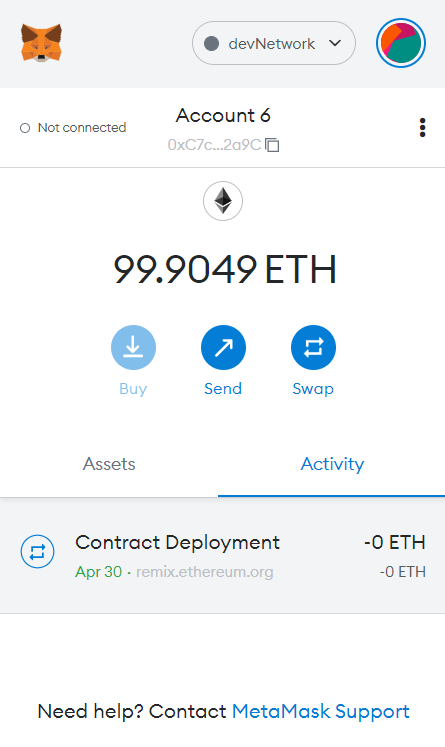 devNetwork
Not connected
Account 6
0xC7c...2a9C
99.9049 ETH
Buy Send Swap
Assets Activity
Contract Deployment -0 ETH
Apr 30 · remix.ethereum.org -0 ETH
Need help? Contact MetaMask Support